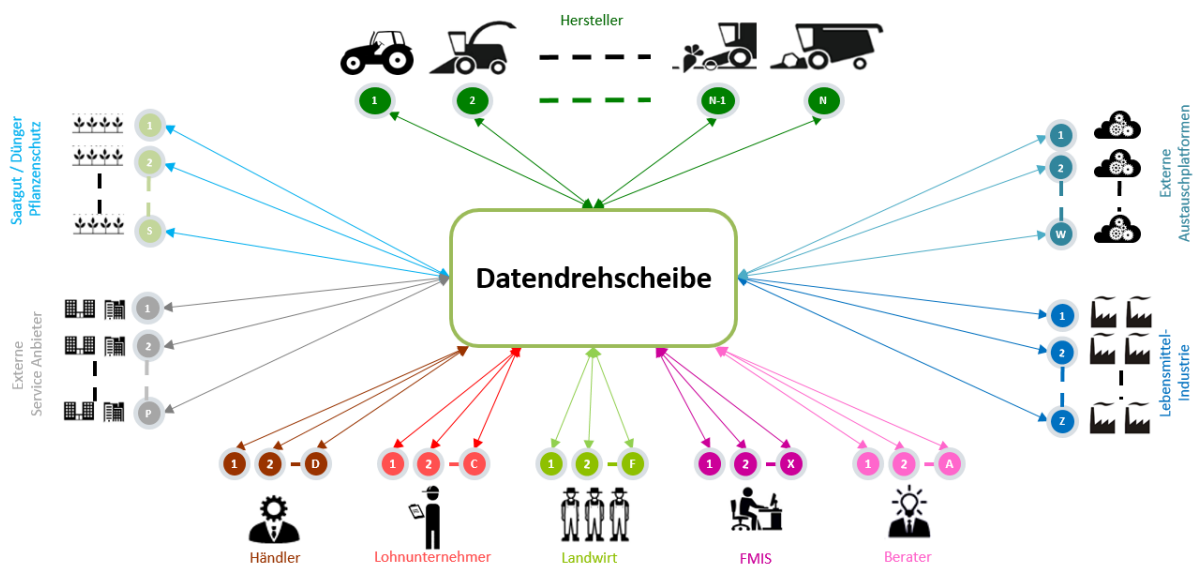 Hersteller
1
2
N-1
N
Saatgut / Dünger
Pflanzenschutz
1
2
S
Externe
Austauschplatformen
1
2
W
Datendrehscheibe
Externe
Service Anbieter
1
2
P
Lebensmittel-
Industrie
1
2
Z
1 2 D
1 2 C
1 2 F
1 2 X
1 2 A
Händler
Lohnunternehmer
Landwirt
FMIS
Berater